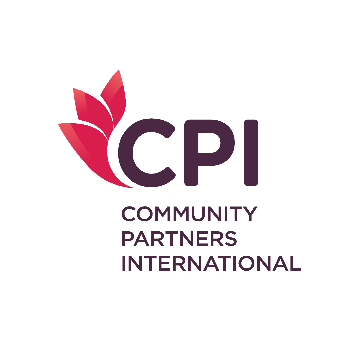 CPI
COMMUNITY
PARTNERS
INTERNATIONAL